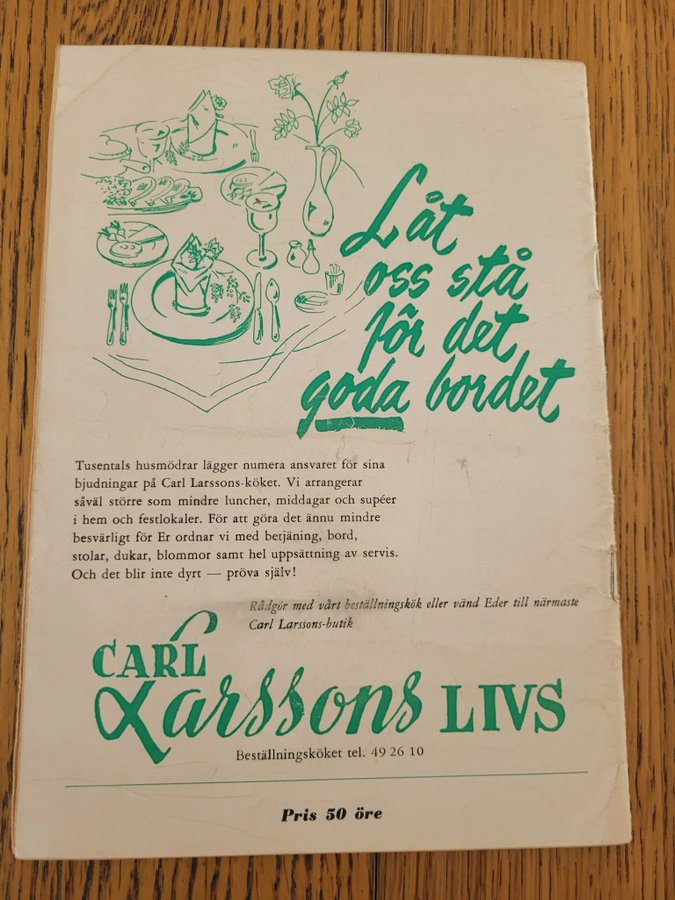 Låt
oss stå
för det
goda bordet
Tusentals husmödrar lägger numera ansvaret för sina
bjudningar på Carl Larssons-köket. Vi arrangerar
såväl större som mindre luncher, middagar och supéer
i hem och festlokaler. För att göra det ännu mindre
besvärligt för Er ordnar vi med betjäning, bord,
stolar, dukar, blommor samt hel uppsättning av servis.
Och det blir inte dyrt — pröva själv!
Rådgör med vårt beställningskök eller vänd Eder till närmaste
Carl Larssons-butik
CARL
Larssons LIVS
Beställningsköket tel. 49 26 10
Pris 50 öre